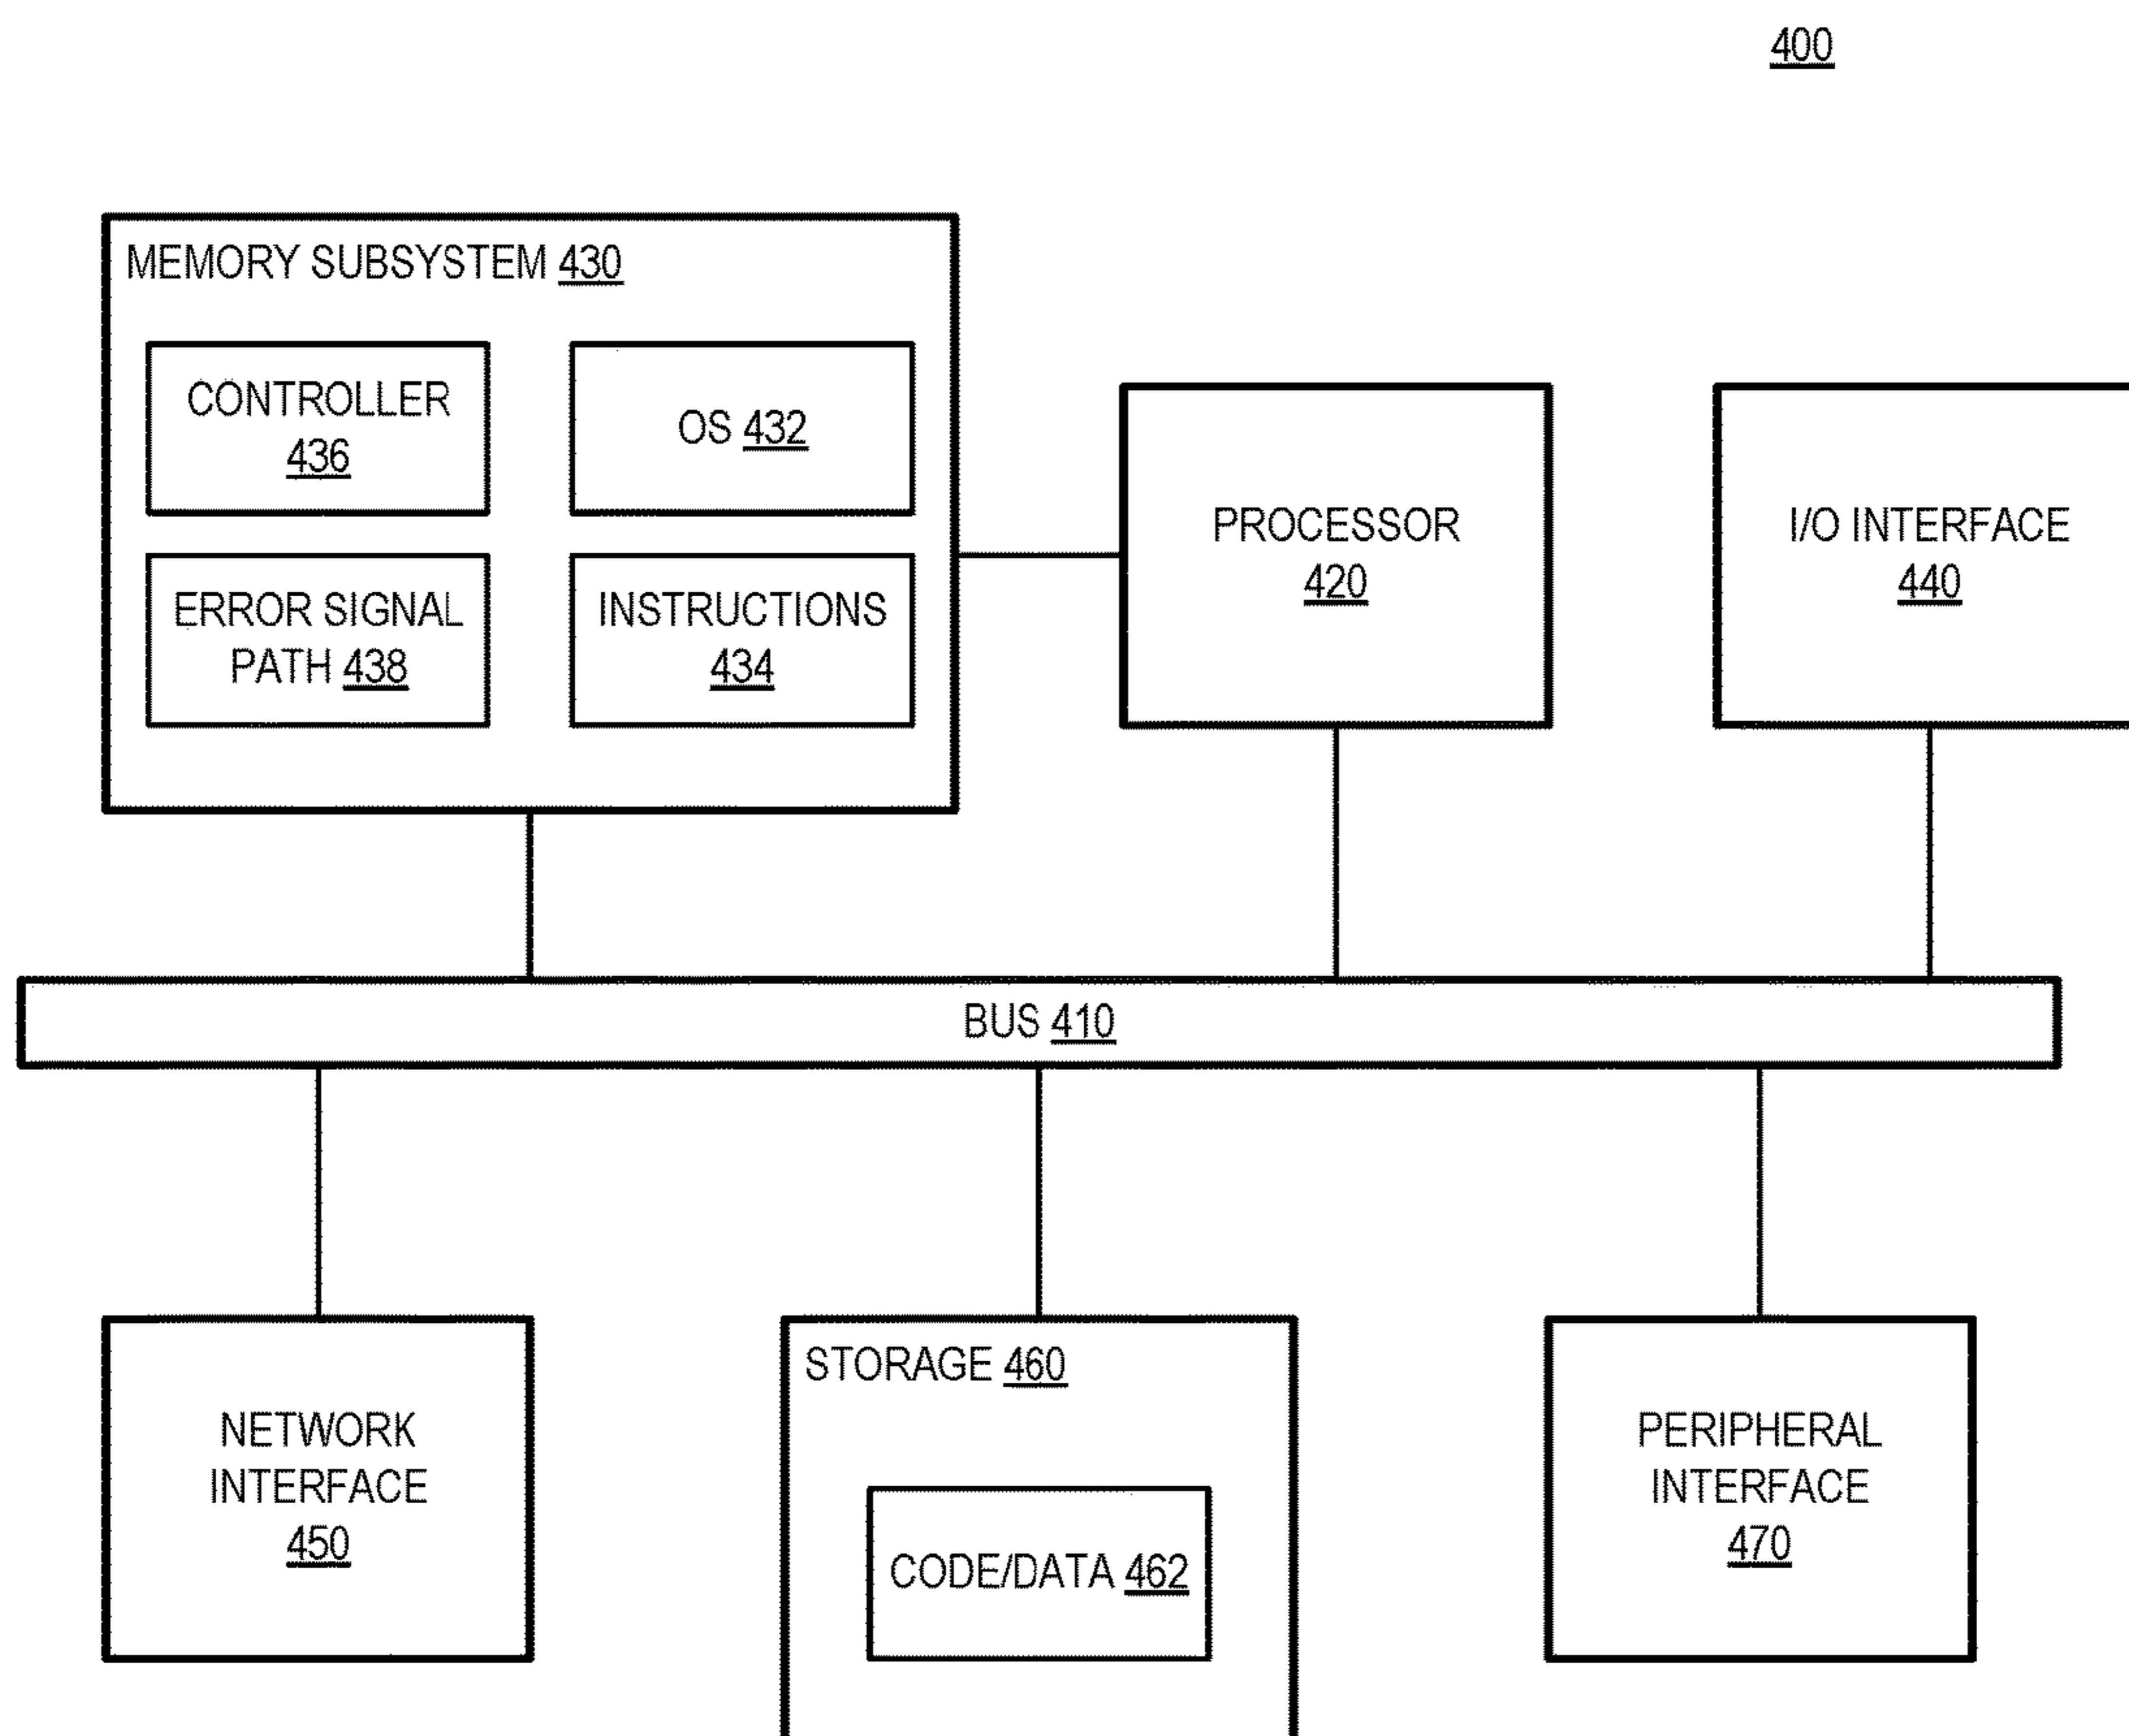 400
MEMORY SUBSYSTEM 430
CONTROLLER
436
OS 432
ERROR SIGNAL
PATH 438
INSTRUCTIONS
434
PROCESSOR
420
I/O INTERFACE
440
BUS 410
NETWORK
INTERFACE
450
STORAGE 460
CODE/DATA 462
PERIPHERAL
INTERFACE
470